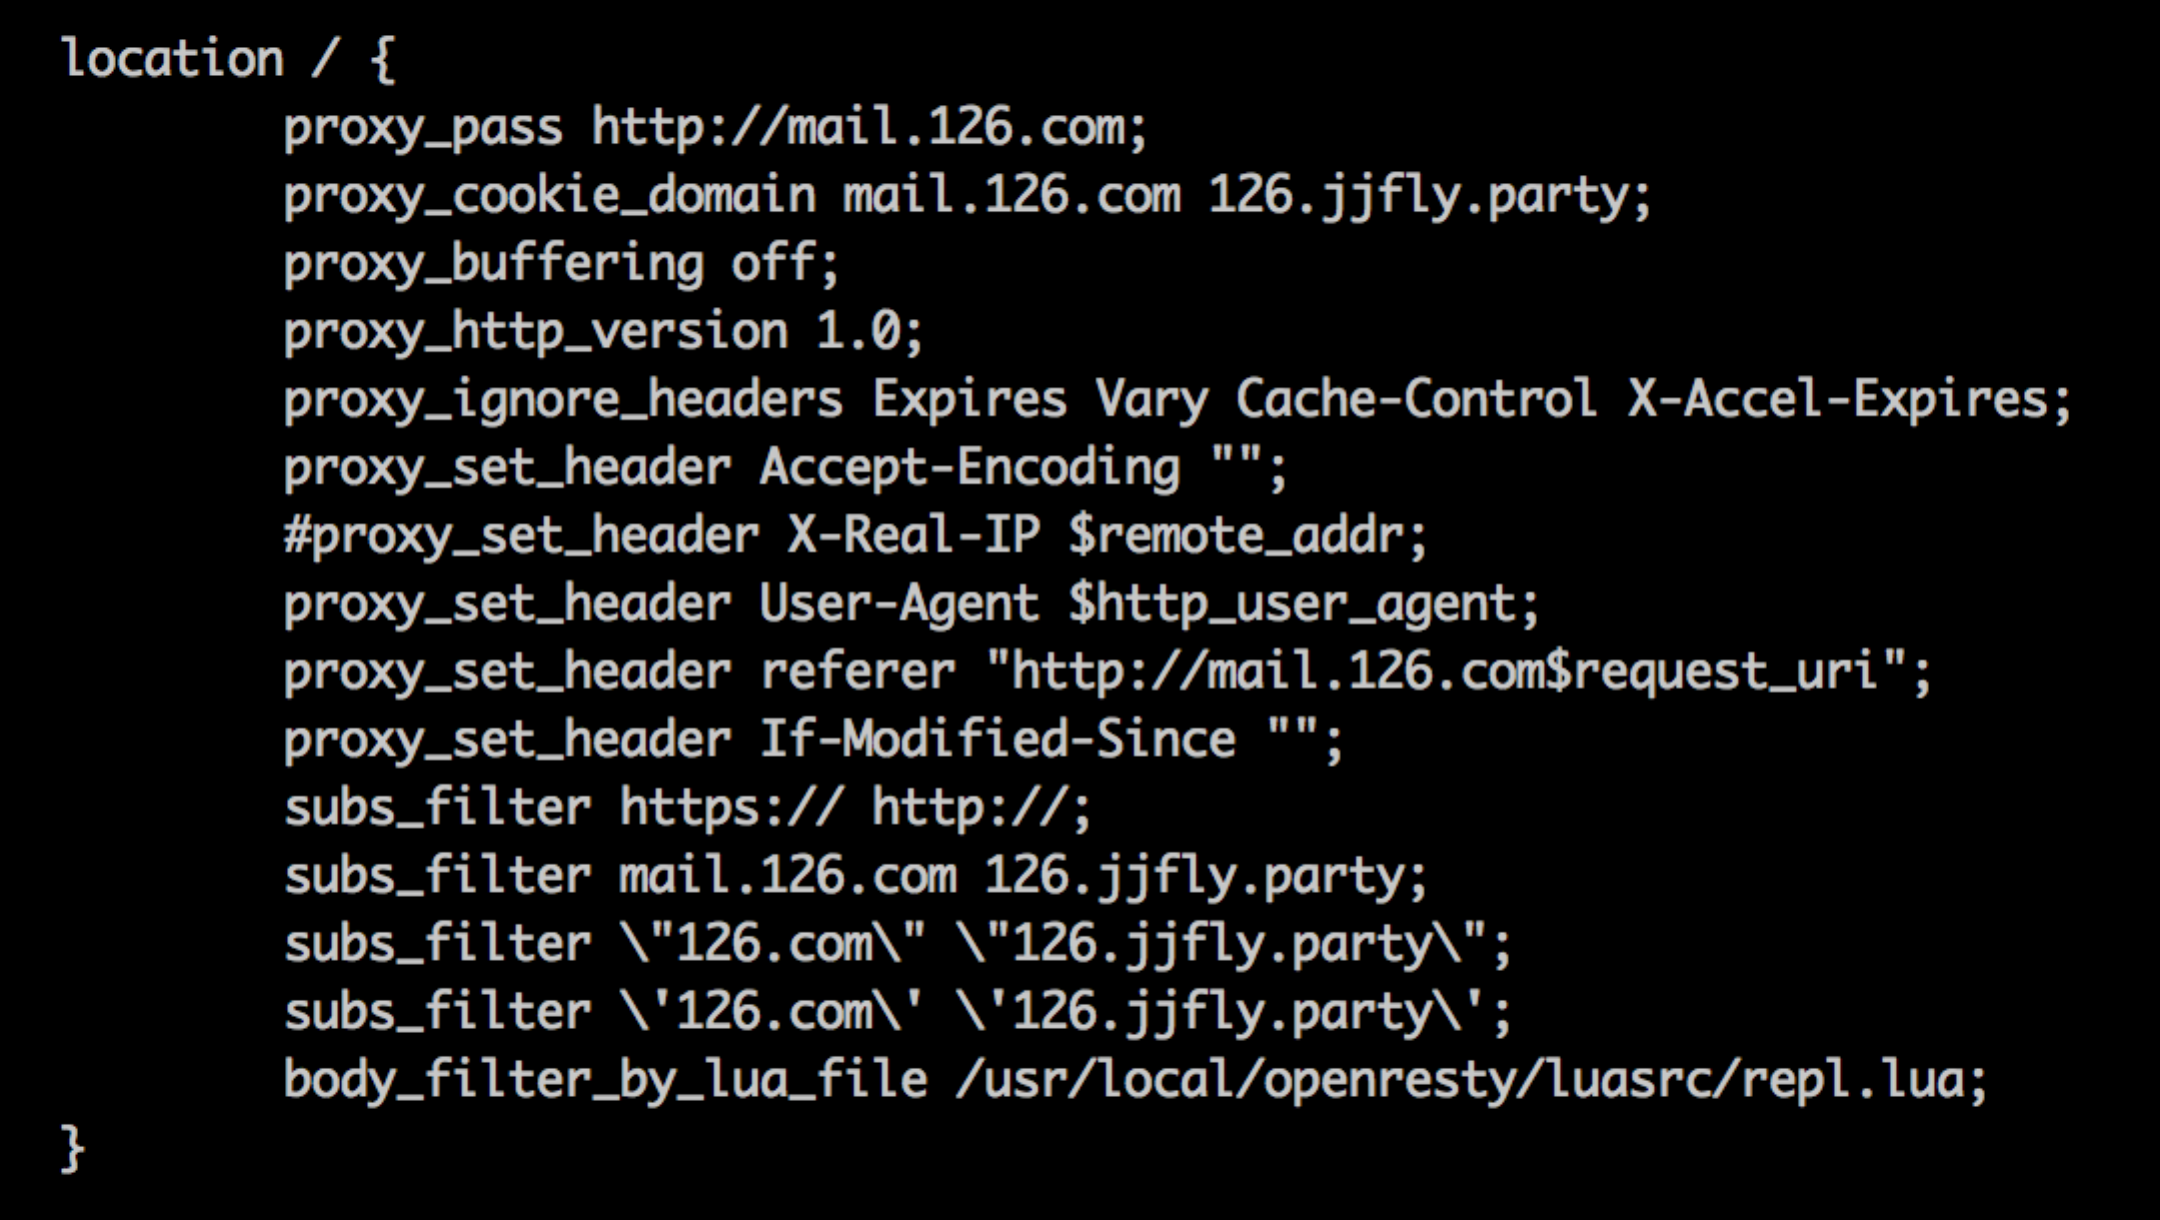 location / {
proxy_pass http://mail.126.com;
proxy_cookie_domain mail.126.com 126.jjfly.party;
proxy_buffering off;
proxy_http_version 1.0;
proxy_ignore_headers Expires Vary Cache-Control X-Accel-Expires;
proxy_set_header Accept-Encoding "";
#proxy_set_header X-Real-IP $remote_addr;
proxy_set_header User-Agent $http_user_agent;
proxy_set_header referer "http://mail.126.com$request_uri";
proxy_set_header If-Modified-Since "";
subs_filter https:// http://;
subs_filter mail.126.com 126.jjfly.party;
subs_filter \"126.com\" \"126.jjfly.party\";
subs_filter \'126.com\' \'126.jjfly.party\';
body_filter_by_lua_file /usr/local/openresty/luasrc/repl.lua;
}